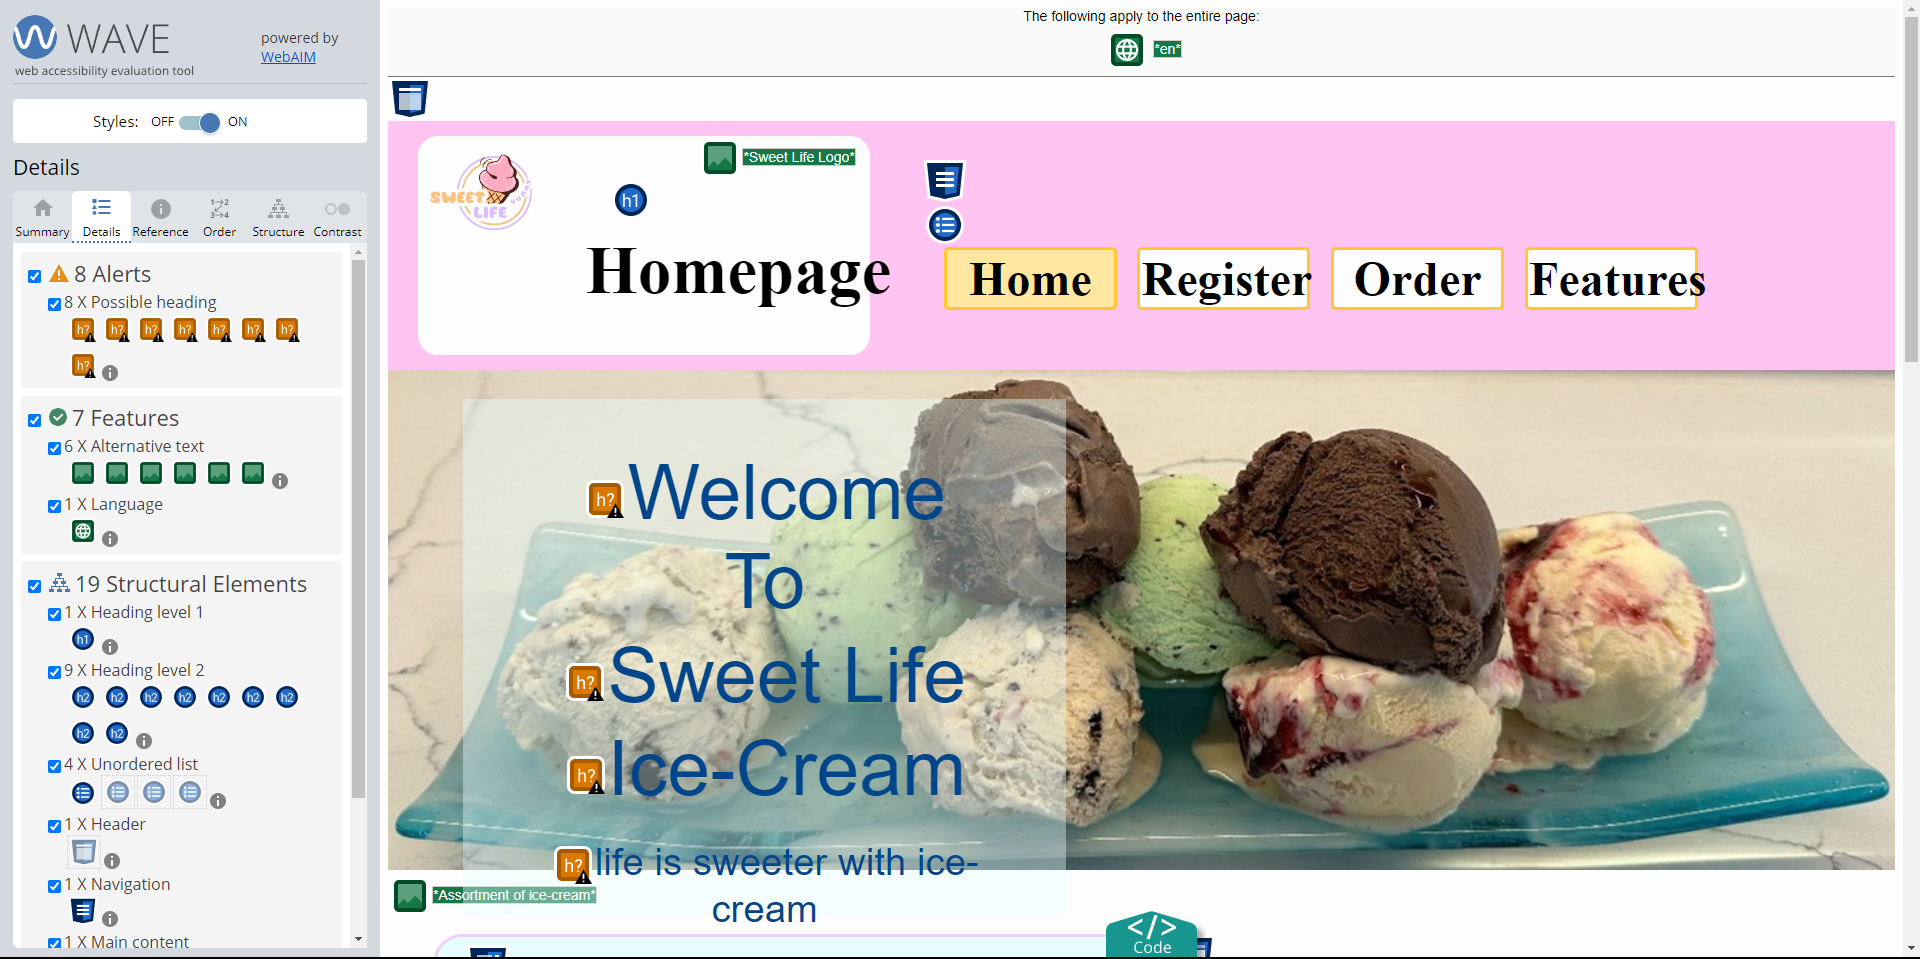 WAVE
web accessibility evaluation tool
powered by
WebAIM
Styles: OFF ON
Details
Summary Details Reference Order Structure Contrast
8 Alerts
8 X Possible heading
h? h? h? h? h? h? h?
h?
7 Features
6 X Alternative text
1 X Language
19 Structural Elements
1 X Heading level 1
h1
9 X Heading level 2
h2 h2 h2 h2 h2 h2 h2
h2 h2
4 X Unordered list
1 X Header
1 X Navigation
1 X Main content
The following apply to the entire page:
*en*
*Sweet Life Logo*
SWEET
LIFE
h1
Homepage
Home Register Order Features
h? Welcome
To
h? Sweet Life
h? Ice-Cream
h? life is sweeter with ice-
cream
*Assortment of ice-cream*
</>
Code